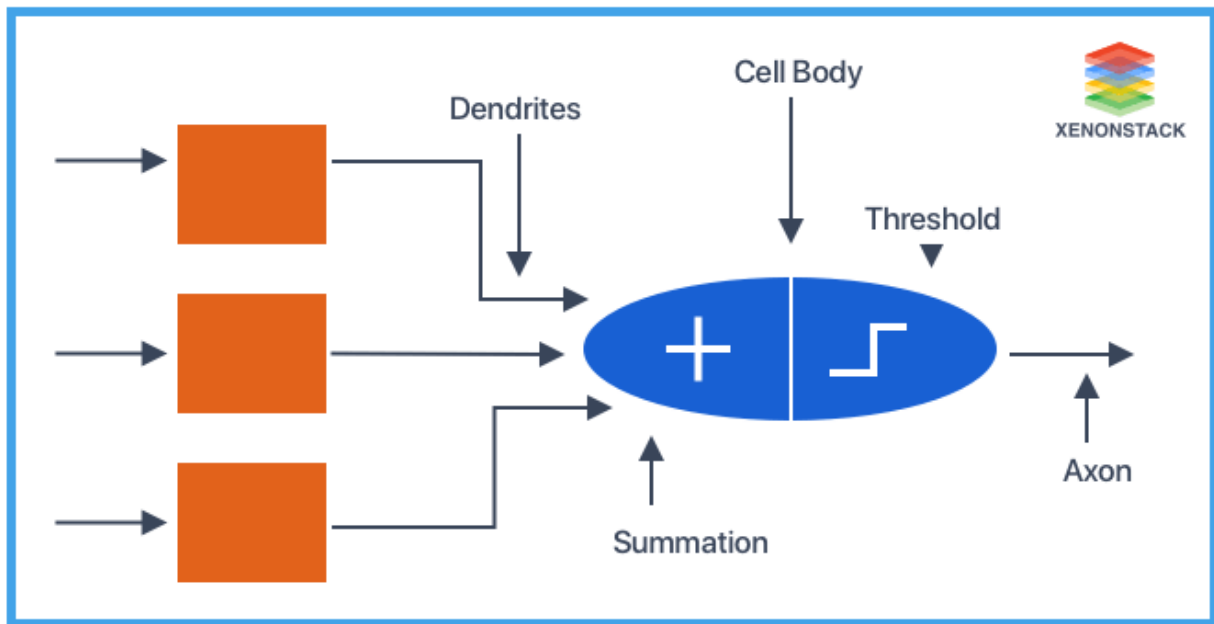 Cell Body
XENONSTACK
Dendrites
Threshold
Axon
Summation